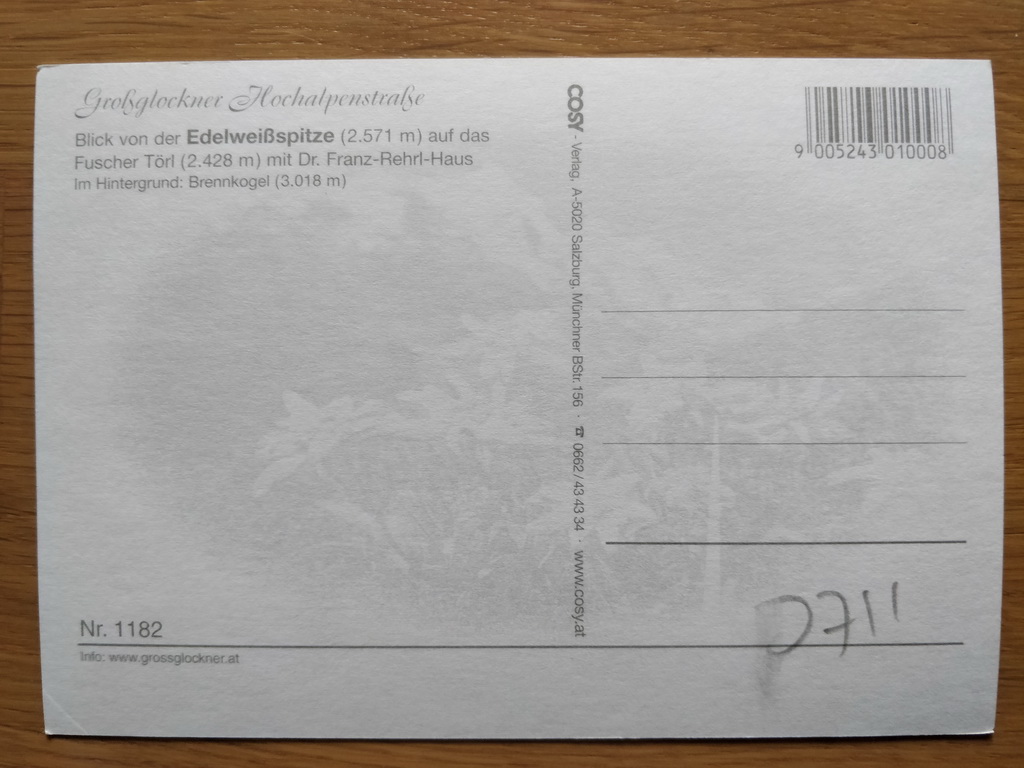 Großglockner Hochalpenstraße
Blick von der Edelweißspitze (2.571 m) auf das
Fuscher Törl (2.428 m) mit Dr. Franz-Rehrl-Haus
Im Hintergrund: Brennkogel (3.018 m)
COSY - Verlag, A-5020 Salzburg, Münchner BStr. 156 · ☎ 0662 / 43 43 34 · www.cosy.at
9 005243 010008
Nr. 1182
Info: www.grossglockner.at